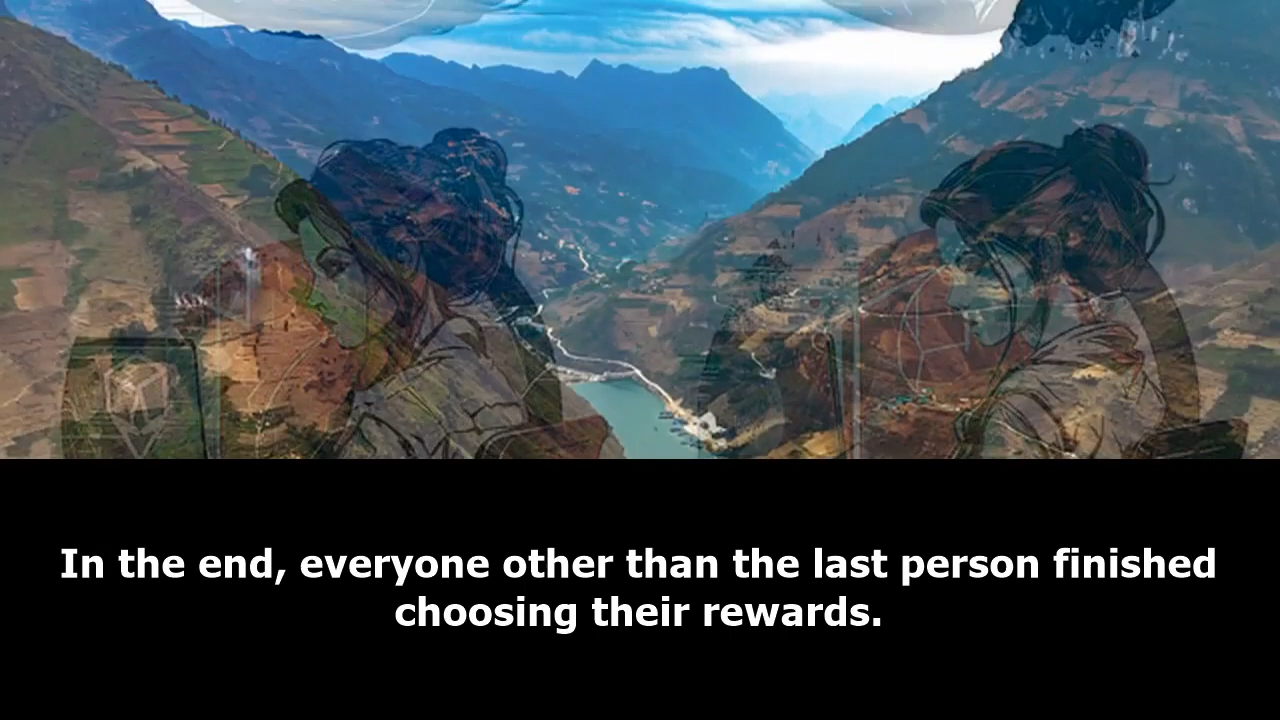 In the end, everyone other than the last person finished
choosing their rewards.